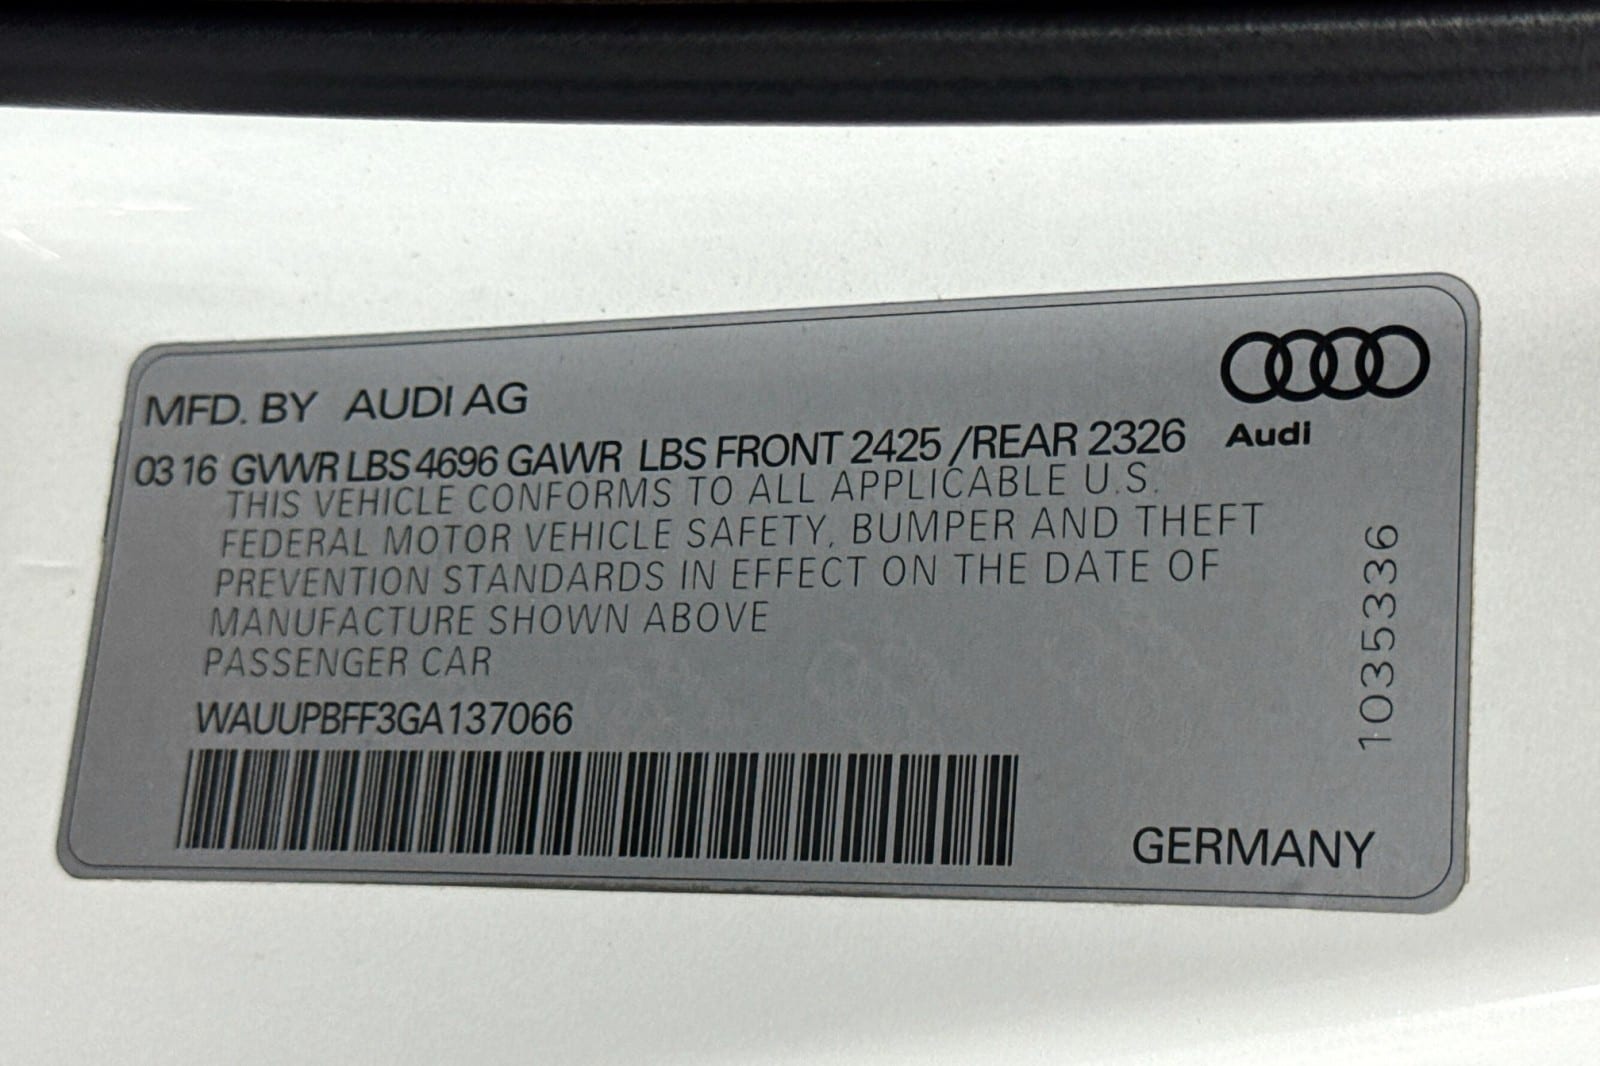 MFD. BY AUDI AG
03 16 GVWR LBS 4696 GAWR LBS FRONT 2425 /REAR 2326
Audi
THIS VEHICLE CONFORMS TO ALL APPLICABLE U.S.
FEDERAL MOTOR VEHICLE SAFETY, BUMPER AND THEFT
PREVENTION STANDARDS IN EFFECT ON THE DATE OF
MANUFACTURE SHOWN ABOVE
PASSENGER CAR
WAUUPBFF3GA137066
1035336
GERMANY